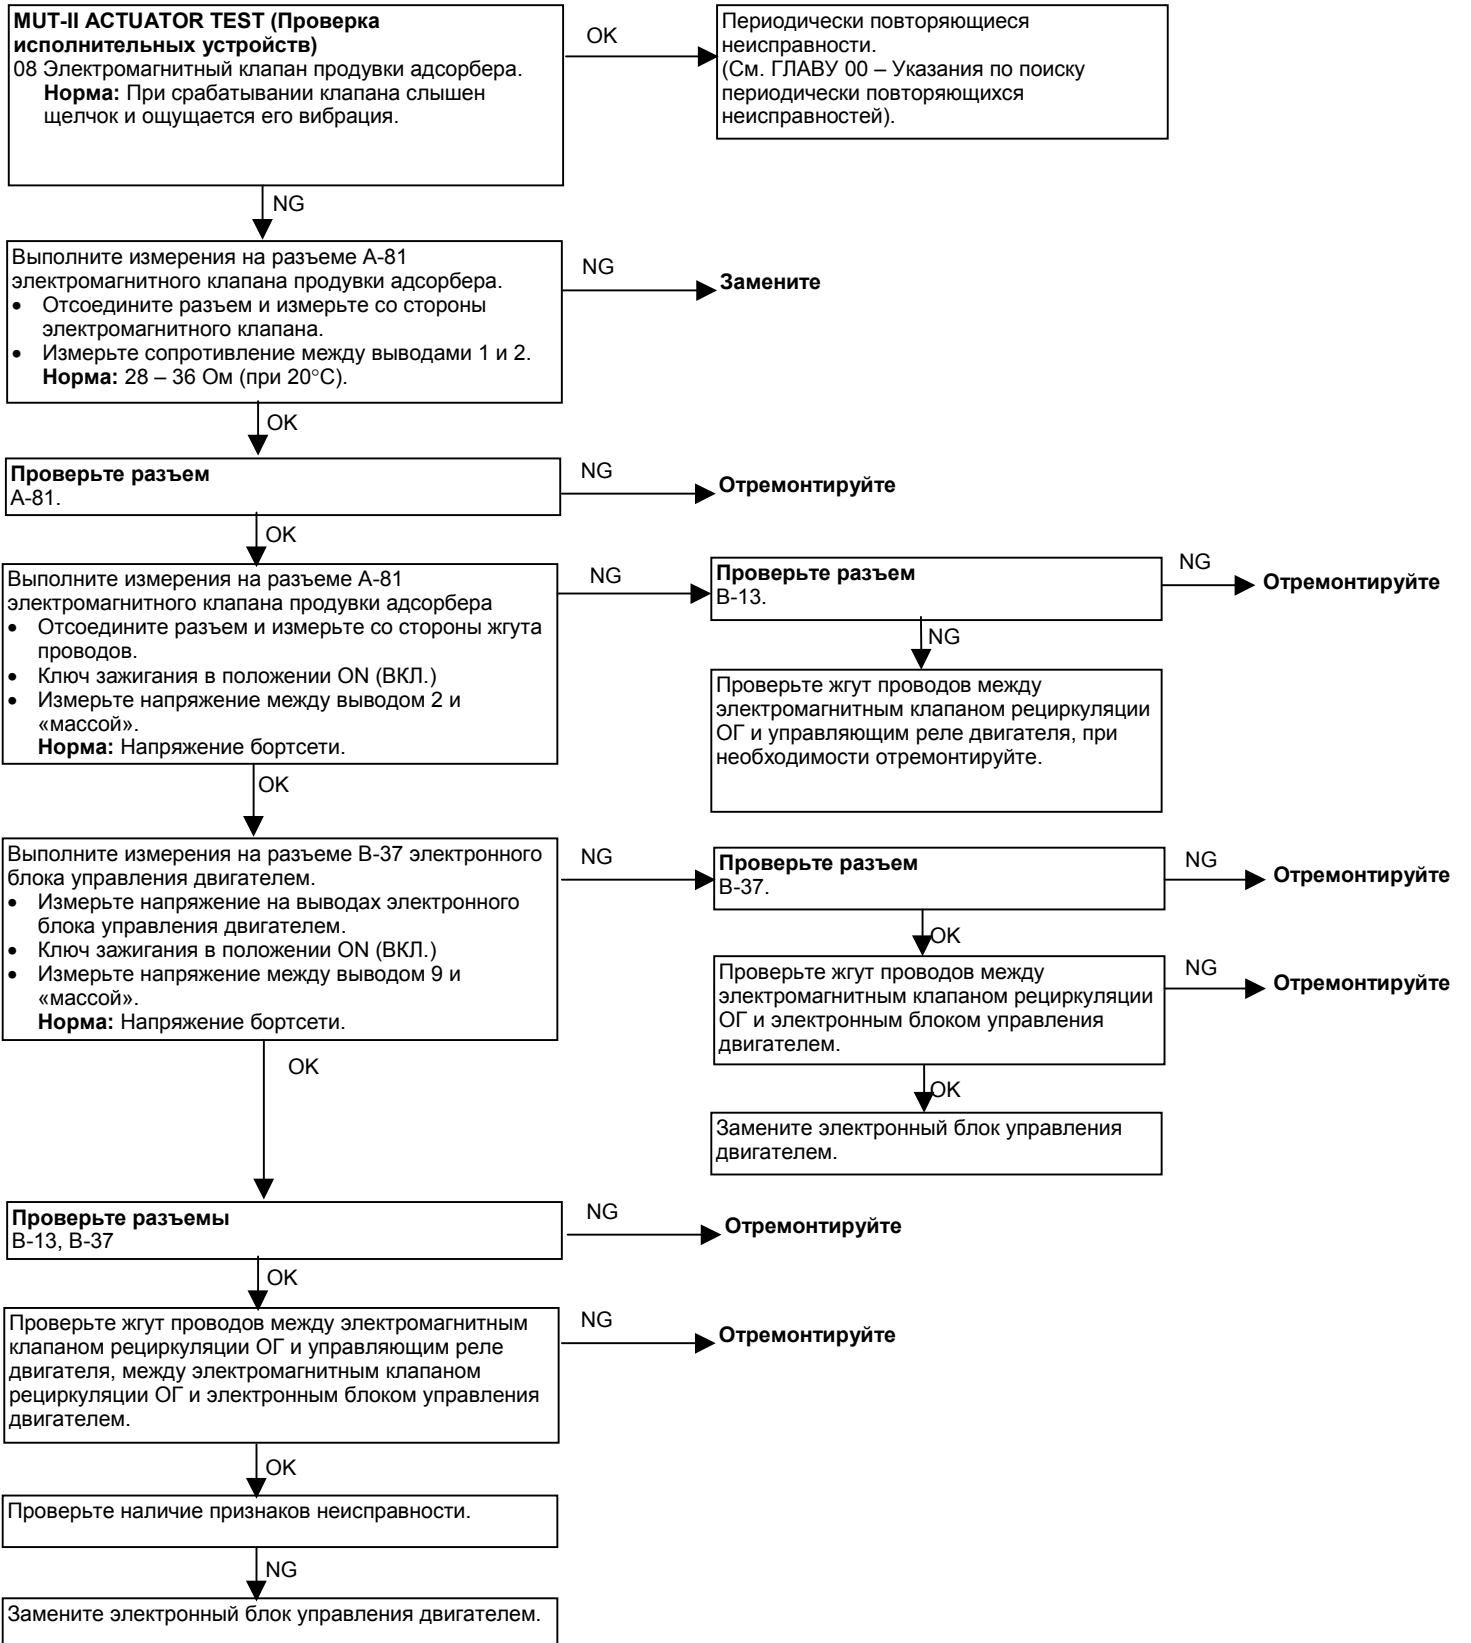 MUT-II ACTUATOR TEST (Проверка
исполнительных устройств)
08 Электромагнитный клапан продувки адсорбера.
Норма: При срабатывании клапана слышен
щелчок и ощущается его вибрация.
OK
Периодически повторяющиеся
неисправности.
(См. ГЛАВУ 00 – Указания по поиску
периодически повторяющихся
неисправностей).
NG
Выполните измерения на разъеме А-81
электромагнитного клапана продувки адсорбера.
• Отсоедините разъем и измерьте со стороны
электромагнитного клапана.
• Измерьте сопротивление между выводами 1 и 2.
Норма: 28 – 36 Ом (при 20°С).
NG
Замените
OK
Проверьте разъем
А-81.
NG
Отремонтируйте
OK
Выполните измерения на разъеме А-81
электромагнитного клапана продувки адсорбера
• Отсоедините разъем и измерьте со стороны жгута
проводов.
• Ключ зажигания в положении ON (ВКЛ.)
• Измерьте напряжение между выводом 2 и
«массой».
Норма: Напряжение бортсети.
NG
Проверьте разъем
В-13.
NG
Отремонтируйте
NG
Проверьте жгут проводов между
электромагнитным клапаном рециркуляции
ОГ и управляющим реле двигателя, при
необходимости отремонтируйте.
OK
Выполните измерения на разъеме В-37 электронного
блока управления двигателем.
• Измерьте напряжение на выводах электронного
блока управления двигателем.
• Ключ зажигания в положении ON (ВКЛ.)
• Измерьте напряжение между выводом 9 и
«массой».
Норма: Напряжение бортсети.
NG
Проверьте разъем
В-37.
NG
Отремонтируйте
OK
Проверьте жгут проводов между
электромагнитным клапаном рециркуляции
ОГ и электронным блоком управления
двигателем.
NG
Отремонтируйте
OK
Замените электронный блок управления
двигателем.
OK
Проверьте разъемы
В-13, В-37
NG
Отремонтируйте
OK
Проверьте жгут проводов между электромагнитным
клапаном рециркуляции ОГ и управляющим реле
двигателя, между электромагнитным клапаном
рециркуляции ОГ и электронным блоком управления
двигателем.
NG
Отремонтируйте
OK
Проверьте наличие признаков неисправности.
NG
Замените электронный блок управления двигателем.